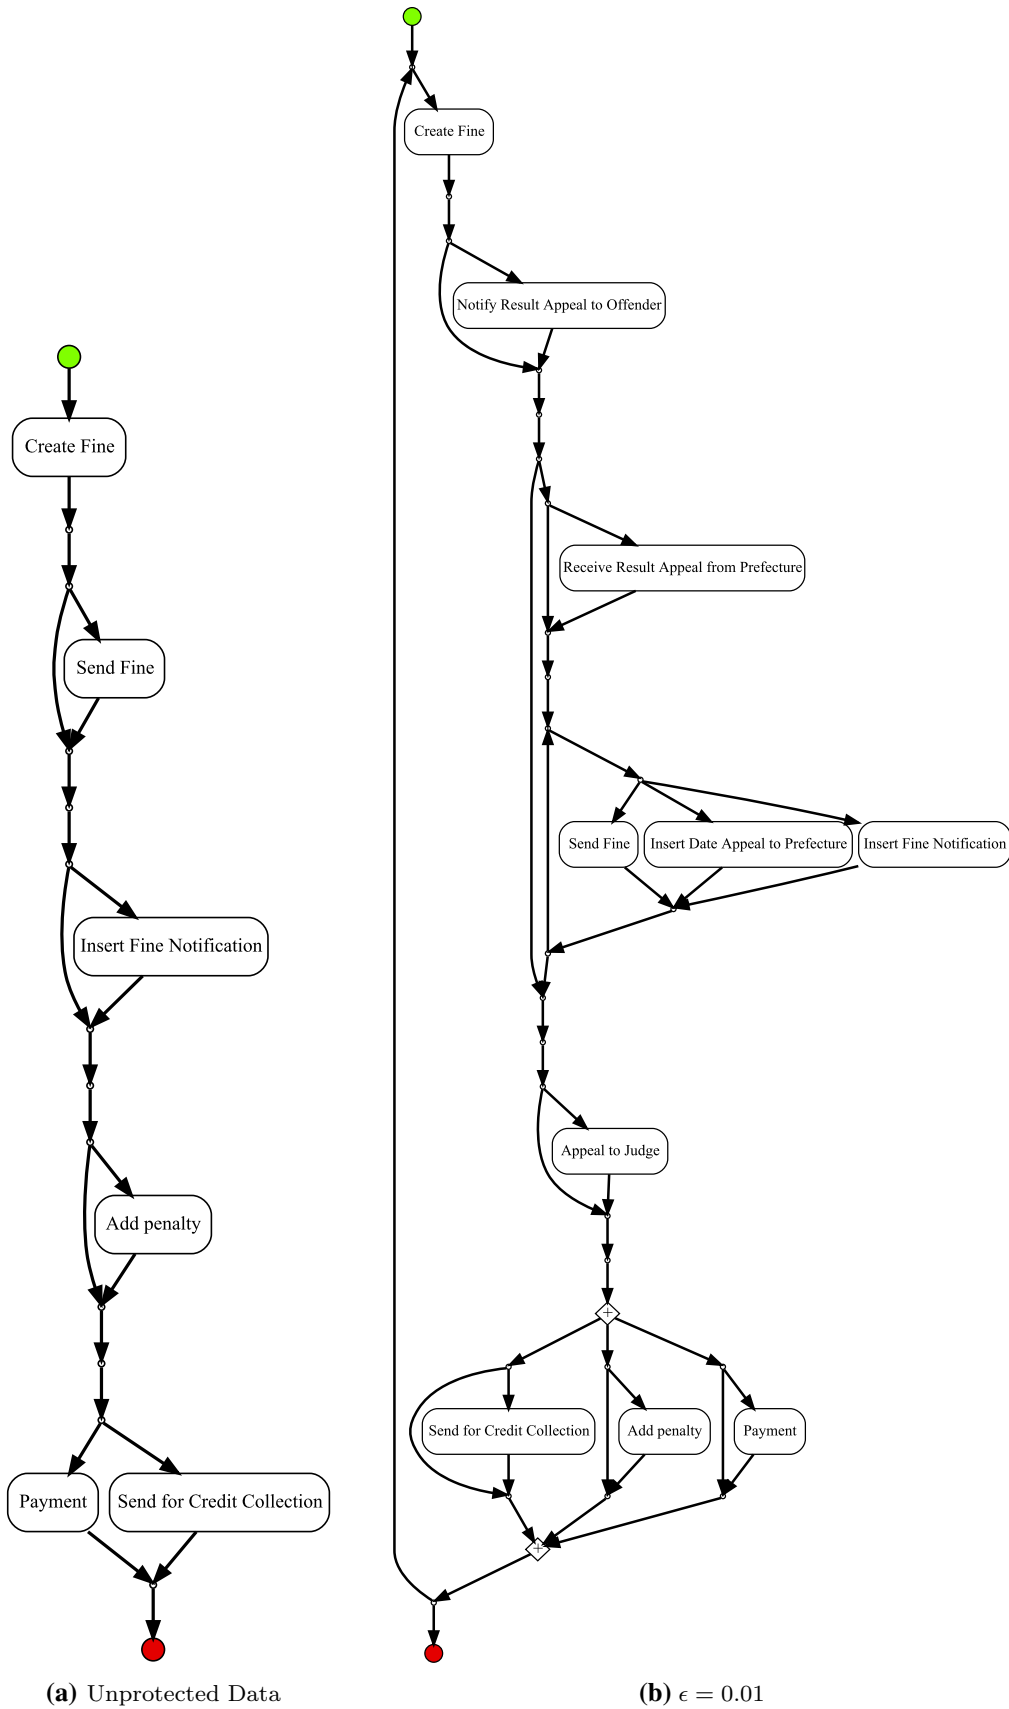 Create Fine
Send Fine
Insert Fine Notification
Add penalty
Payment
Send for Credit Collection
(a) Unprotected Data
Create Fine
Notify Result Appeal to Offender
Receive Result Appeal from Prefecture
Send Fine
Insert Date Appeal to Prefecture
Insert Fine Notification
Appeal to Judge
+
Send for Credit Collection
Add penalty
Payment
+
(b) ϵ = 0.01